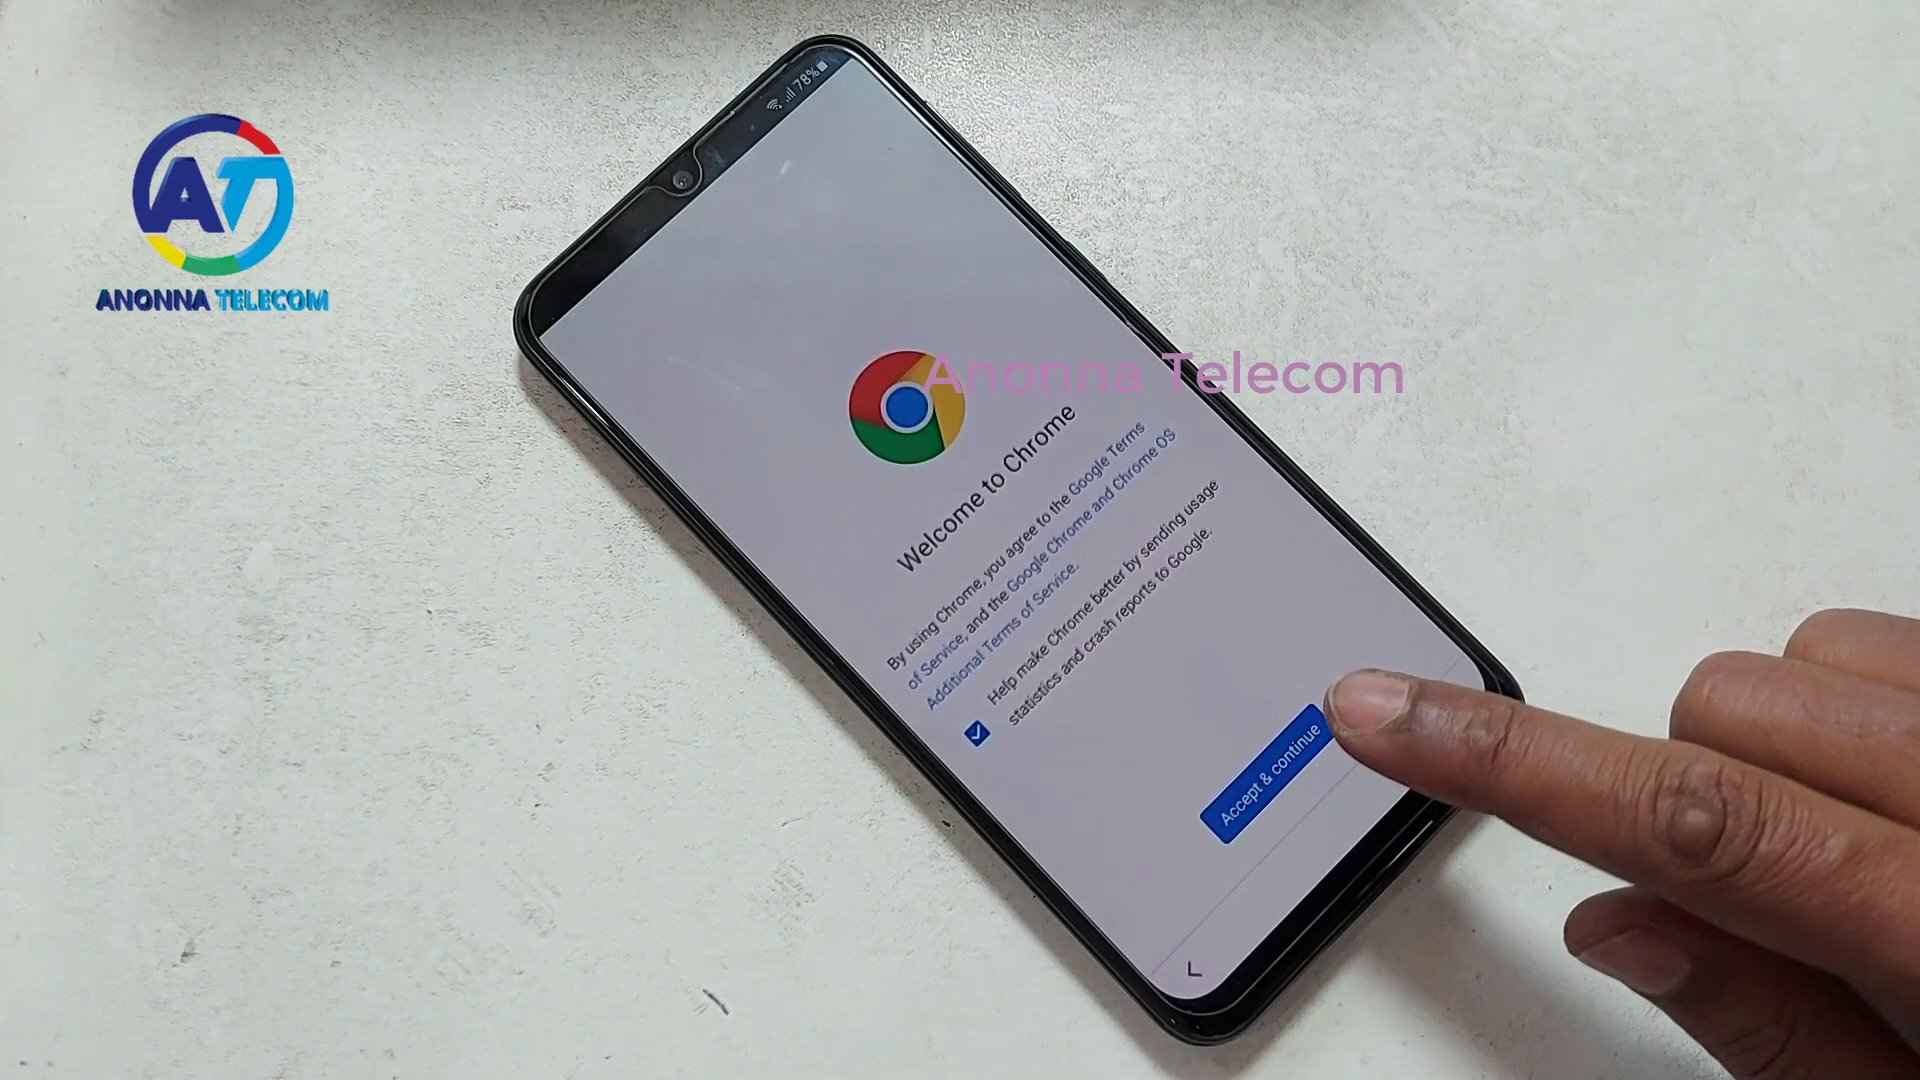 78%
AT
ANONNA TELECOM
Anonna Telecom
Welcome to Chrome
By using Chrome, you agree to the Google Terms
of Service, and the Google Chrome and Chrome OS
Additional Terms of Service.
Help make Chrome better by sending usage
statistics and crash reports to Google.
Accept & continue